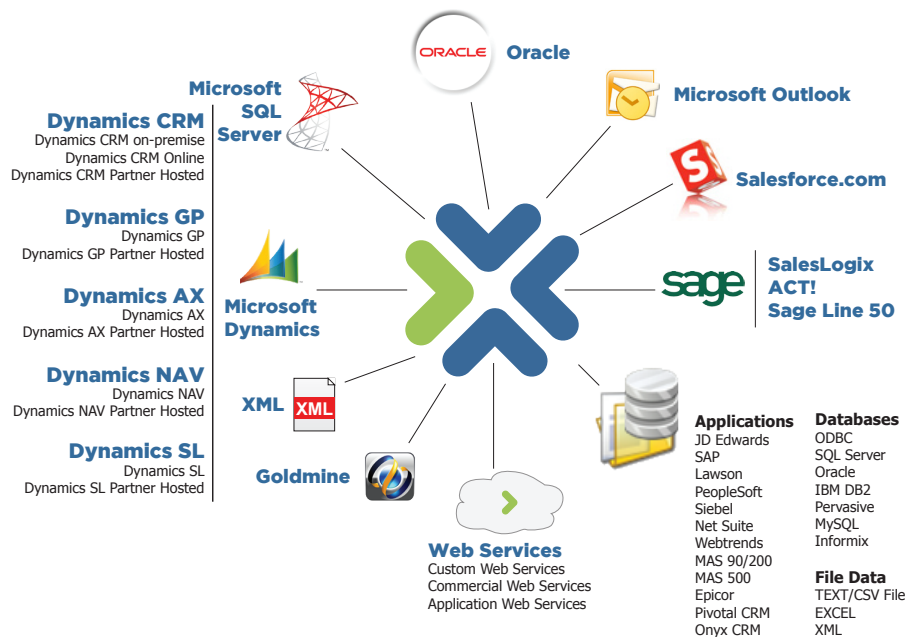 ORACLE
Oracle
Microsoft
SQL
Server
Microsoft Outlook
S
Salesforce.com
Dynamics CRM
Dynamics CRM on-premise
Dynamics CRM Online
Dynamics CRM Partner Hosted
Dynamics GP
Dynamics GP
Dynamics GP Partner Hosted
Dynamics AX
Dynamics AX
Dynamics AX Partner Hosted
Dynamics NAV
Dynamics NAV
Dynamics NAV Partner Hosted
Dynamics SL
Dynamics SL
Dynamics SL Partner Hosted
Microsoft
Dynamics
sage
SalesLogix
ACT!
Sage Line 50
XML
XML
Goldmine
Web Services
Custom Web Services
Commercial Web Services
Application Web Services
Applications
JD Edwards
SAP
Lawson
PeopleSoft
Siebel
Net Suite
Webtrends
MAS 90/200
MAS 500
Epicor
Pivotal CRM
Onyx CRM
Databases
ODBC
SQL Server
Oracle
IBM DB2
Pervasive
MySQL
Informix
File Data
TEXT/CSV File
EXCEL
XML